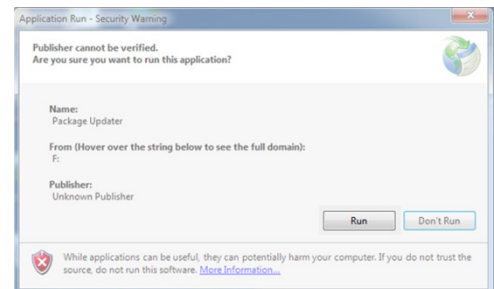 Application Run - Security Warning
Publisher cannot be verified.
Are you sure you want to run this application?
Name:
Package Updater
From (Hover over the string below to see the full domain):
F:
Publisher:
Unknown Publisher
Run
Don't Run
While applications can be useful, they can potentially harm your computer. If you do not trust the
source, do not run this software. More Information...